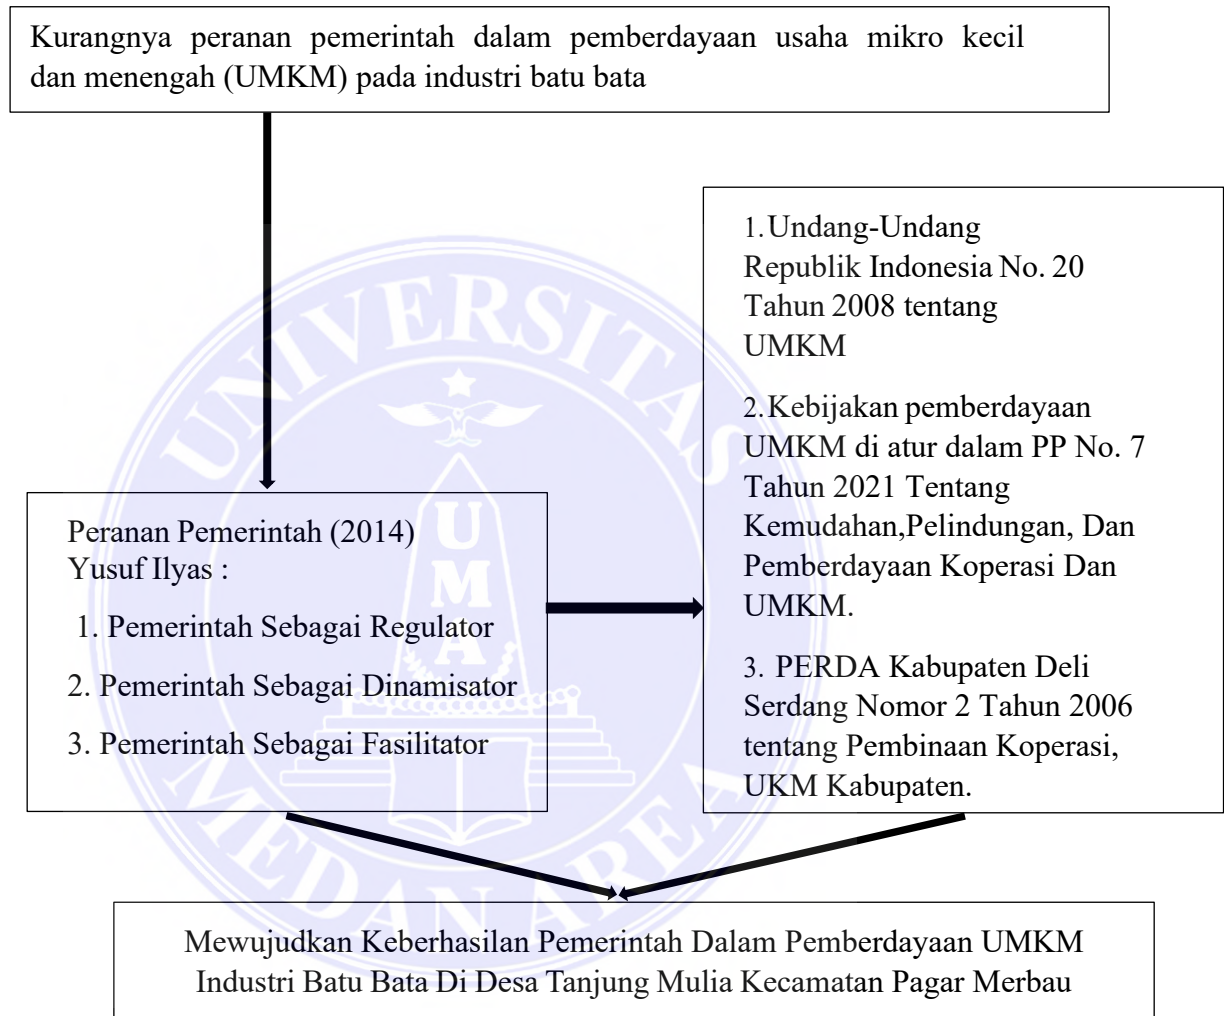 Kurangnya peranan pemerintah dalam pemberdayaan usaha mikro kecil
dan menengah (UMKM) pada industri batu bata
Peranan Pemerintah (2014)
Yusuf Ilyas :
1. Pemerintah Sebagai Regulator
2. Pemerintah Sebagai Dinamisator
3. Pemerintah Sebagai Fasilitator
1. Undang-Undang
Republik Indonesia No. 20
Tahun 2008 tentang
UMKM
2. Kebijakan pemberdayaan
UMKM di atur dalam PP No. 7
Tahun 2021 Tentang
Kemudahan,Pelindungan, Dan
Pemberdayaan Koperasi Dan
UMKM.
3. PERDA Kabupaten Deli
Serdang Nomor 2 Tahun 2006
tentang Pembinaan Koperasi,
UKM Kabupaten.
Mewujudkan Keberhasilan Pemerintah Dalam Pemberdayaan UMKM
Industri Batu Bata Di Desa Tanjung Mulia Kecamatan Pagar Merbau
UNIVERSITAS
UMA
MEDAN AREA